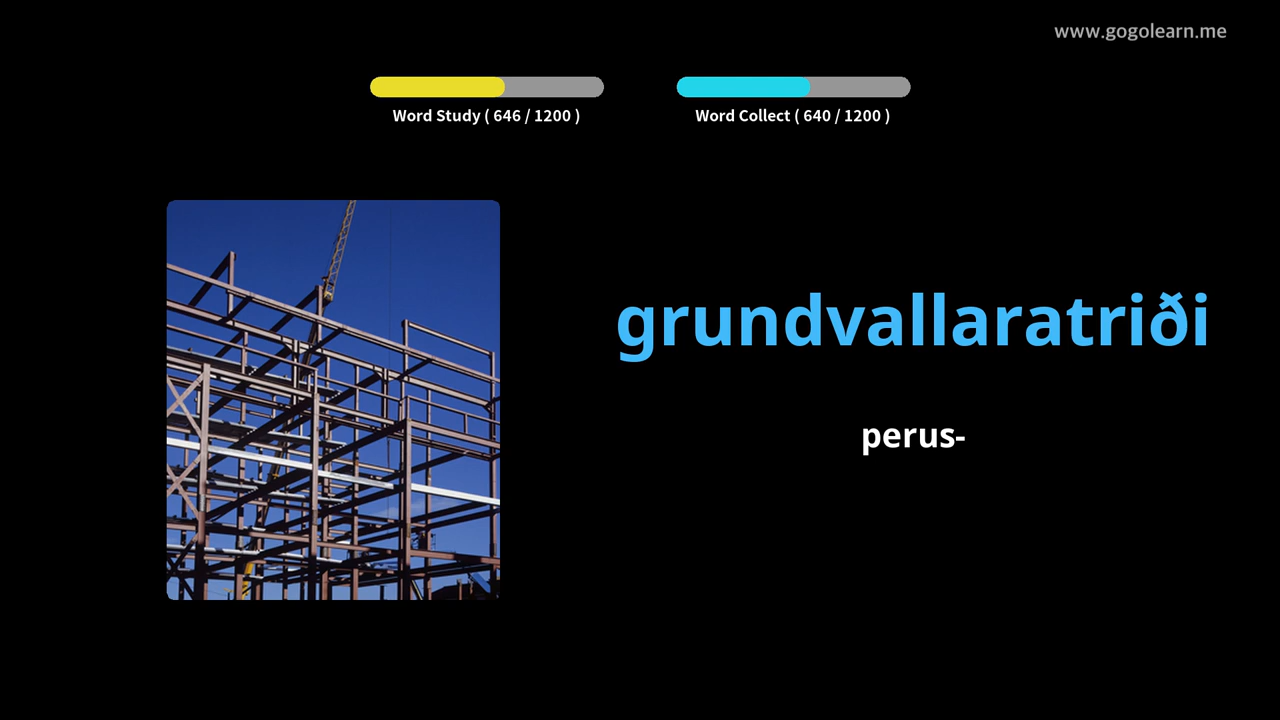 www.gogolearn.me
Word Study ( 646 / 1200 )
Word Collect ( 640 / 1200 )
grundvallaratriði
perus-